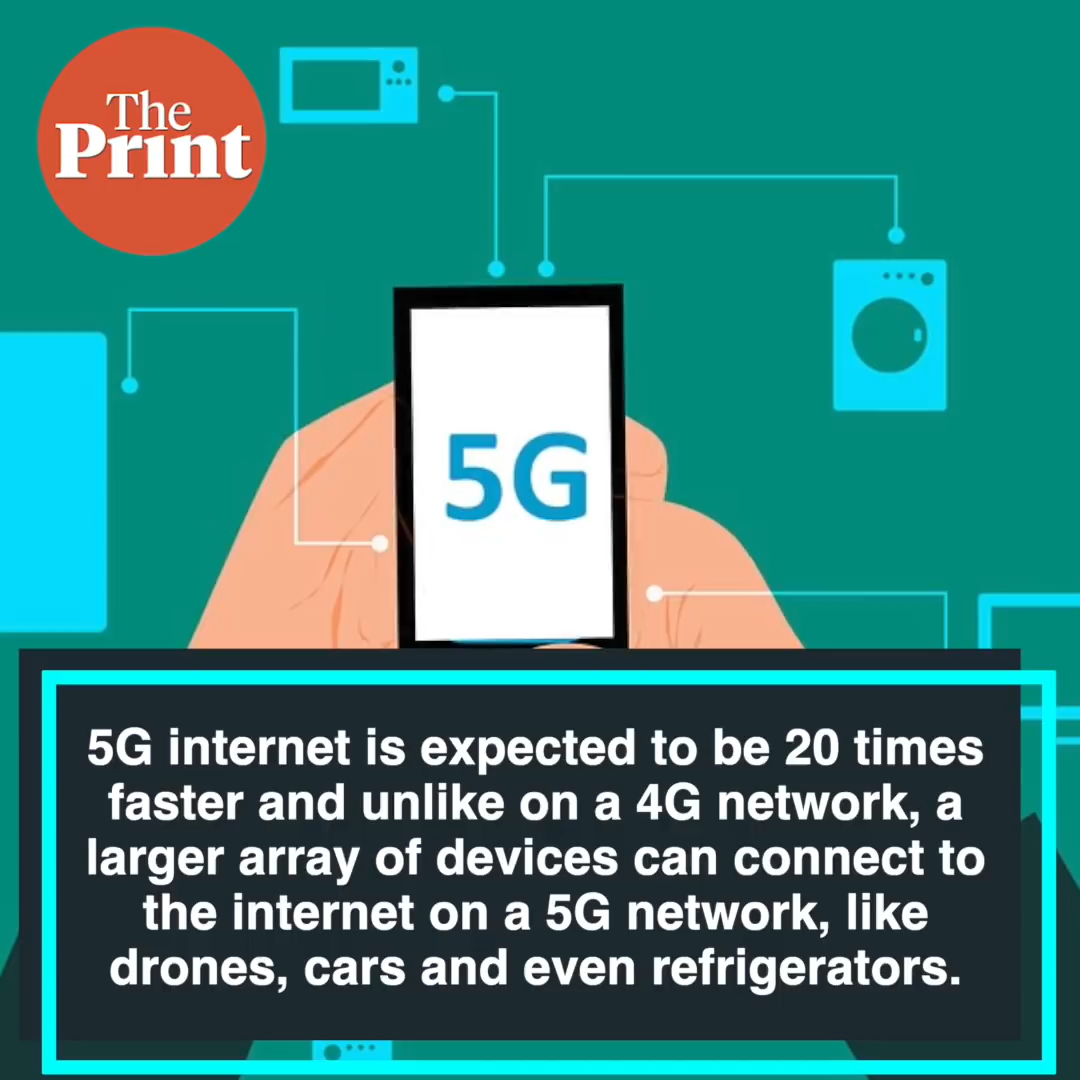 The
Print
5G
5G internet is expected to be 20 times
faster and unlike on a 4G network, a
larger array of devices can connect to
the internet on a 5G network, like
drones, cars and even refrigerators.